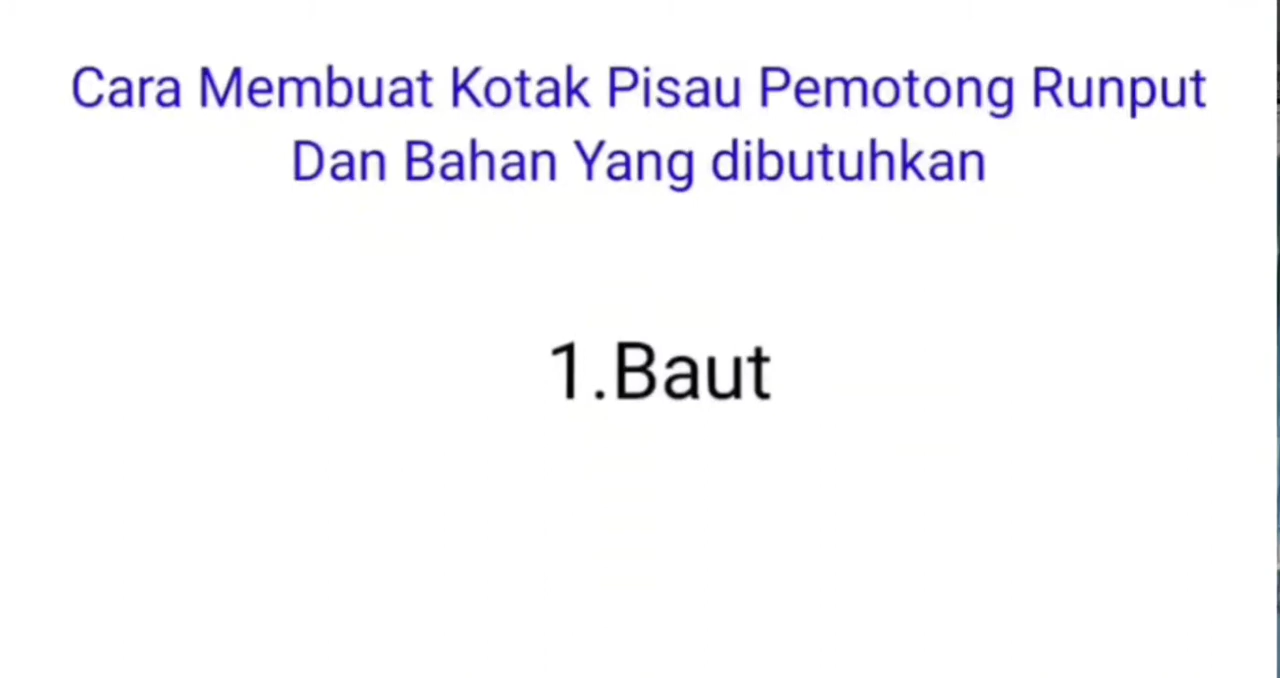 Cara Membuat Kotak Pisau Pemotong Runput
Dan Bahan Yang dibutuhkan
1.Baut